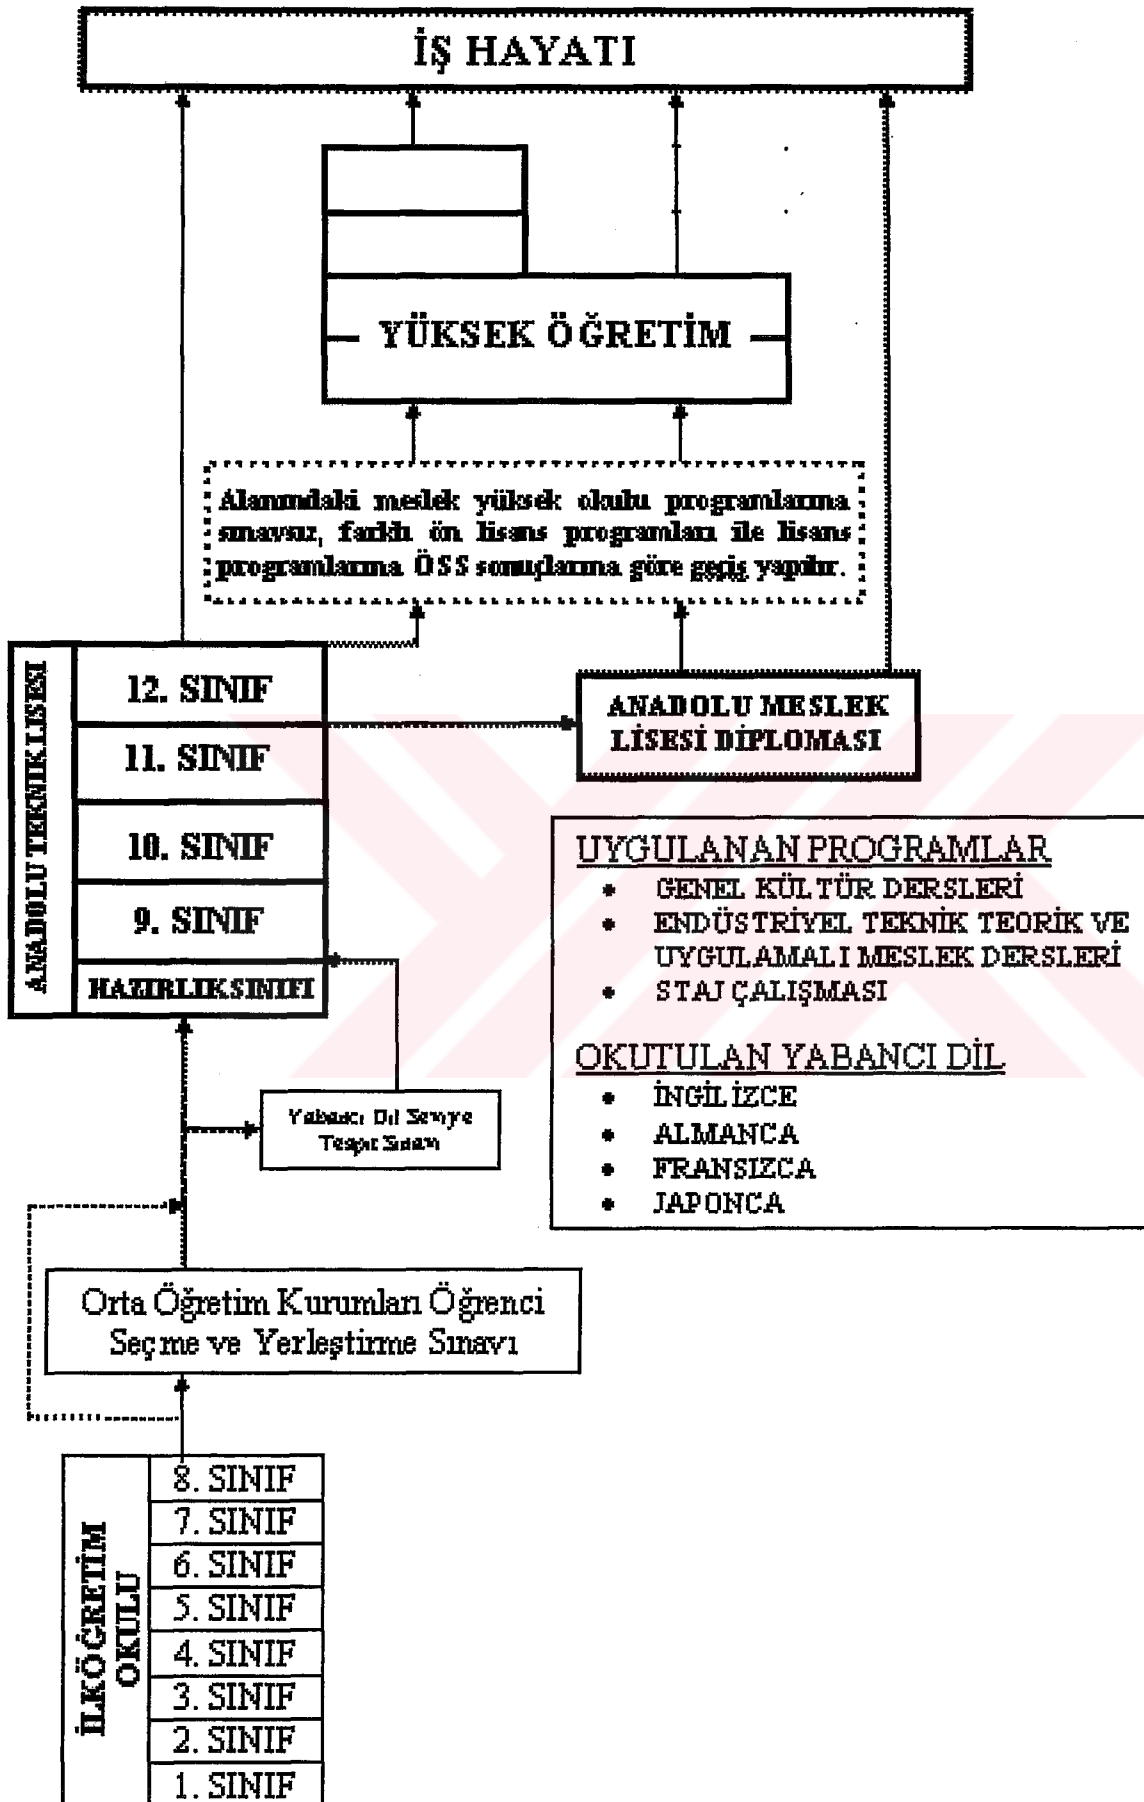 İŞ HAYATI
YÜKSEK ÖĞRETİM
Alanındaki meslek yüksek okulu programlarına
sınavsız, farklı ön lisans programları ile lisans
programlarına ÖSS sonuçlarına göre geçiş yapılır.
ANADOLU TEKNİK LİSESİ
12. SINIF
11. SINIF
10. SINIF
9. SINIF
HAZIRLIK SINIFI
ANADOLU MESLEK
LİSESİ DİPLOMASI
UYGULANAN PROGRAMLAR
• GENEL KÜLTÜR DERSLERİ
• ENDÜSTRİYEL TEKNİK TEORİK VE
UYGULAMALI MESLEK DERSLERİ
• STAJ ÇALIŞMASI
OKUTULAN YABANCI DİL
• İNGİLİZCE
• ALMANCA
• FRANSIZCA
• JAPONCA
Yabancı Dil Seviye
Tespit Sınavı
Orta Öğretim Kurumları Öğrenci
Seçme ve Yerleştirme Sınavı
İLKÖĞRETİM
OKULU
8. SINIF
7. SINIF
6. SINIF
5. SINIF
4. SINIF
3. SINIF
2. SINIF
1. SINIF